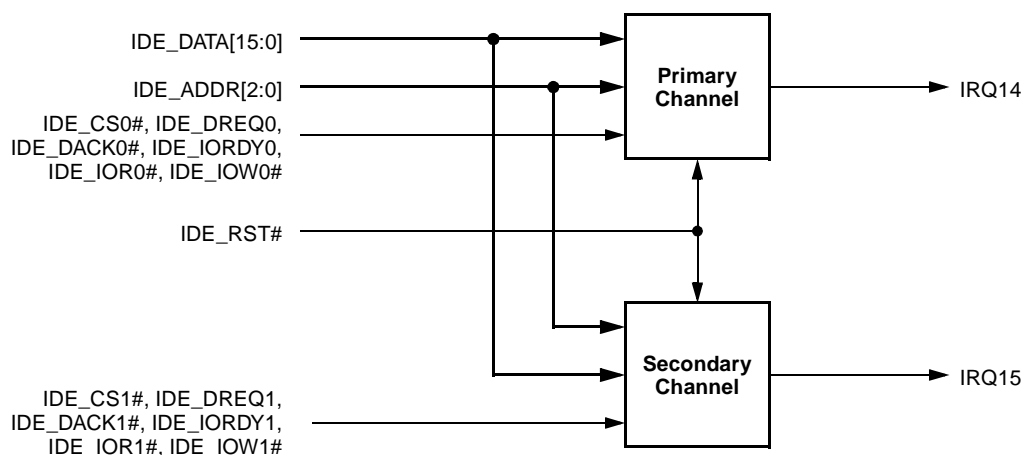 IDE_DATA[15:0]
IDE_ADDR[2:0]
IDE_CS0#, IDE_DREQ0,
IDE_DACK0#, IDE_IORDY0,
IDE_IOR0#, IDE_IOW0#
Primary
Channel
IRQ14
IDE_RST#
Secondary
Channel
IRQ15
IDE_CS1#, IDE_DREQ1,
IDE_DACK1#, IDE_IORDY1,
IDE_IOR1#, IDE_IOW1#